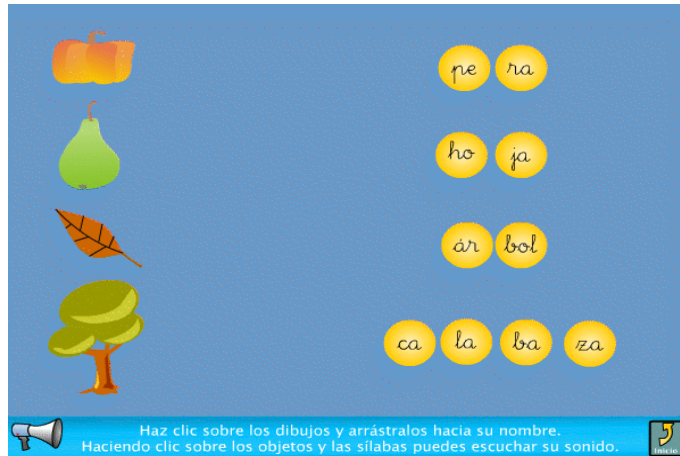 pe ra
ho ja
ár bol
ca la ba za
Haz clic sobre los dibujos y arrástralos hacia su nombre.
Haciendo clic sobre los objetos y las sílabas puedes escuchar su sonido.
Inicio